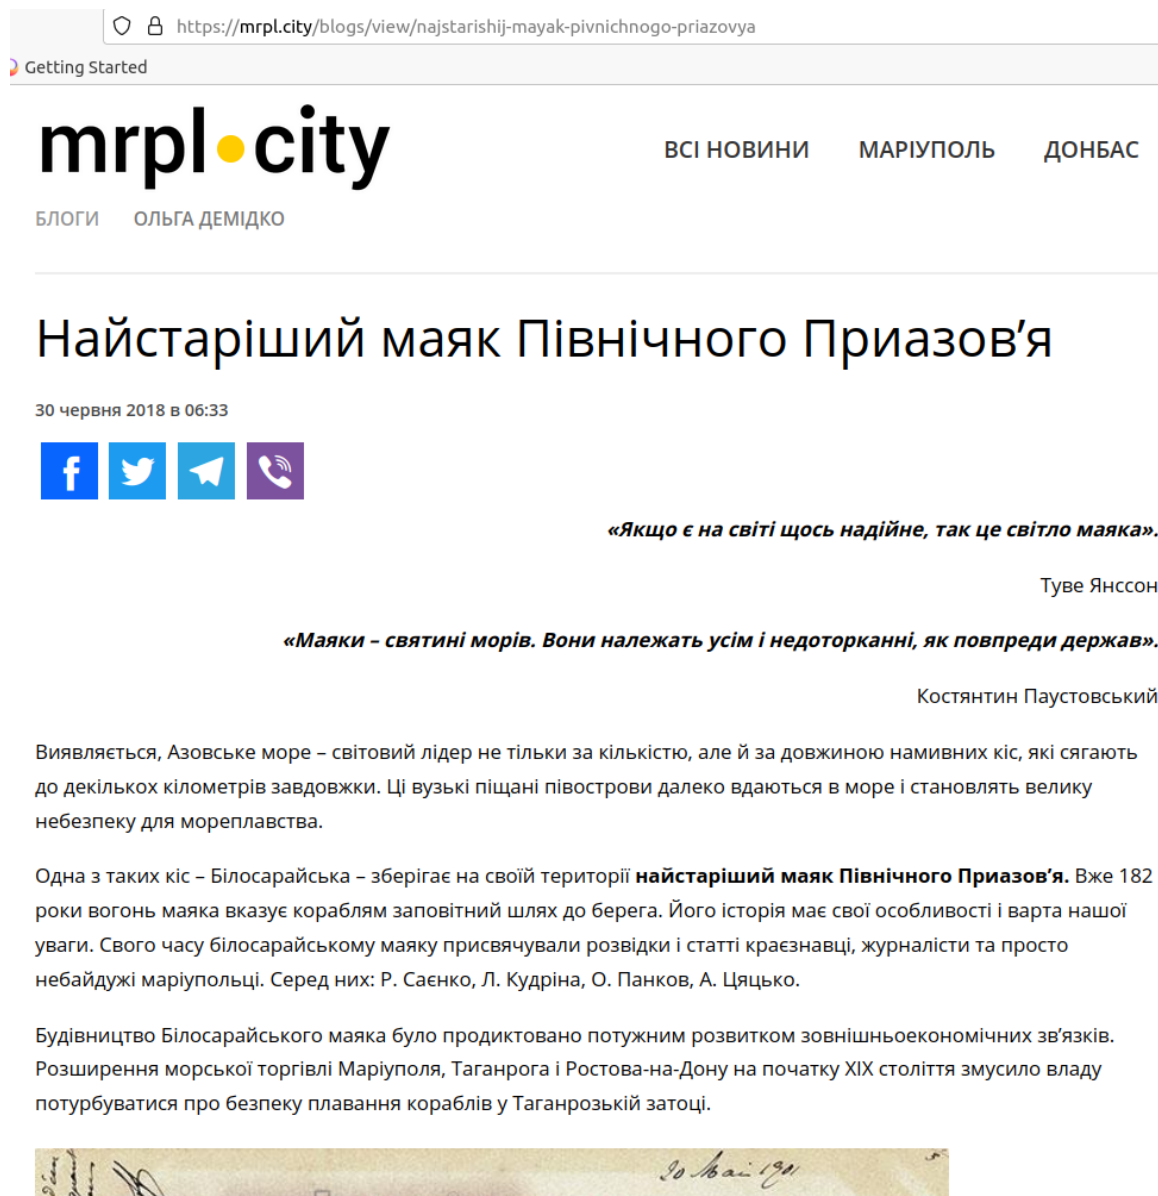 https://mrpl.city/blogs/view/najstarishij-mayak-pivnichnogo-priazovya
Getting Started
mrpl city
ВСІ НОВИНИ МАРІУПОЛЬ ДОНБАС
БЛОГИ ОЛЬГА ДЕМІДКО
Найстаріший маяк Північного Приазов’я
30 червня 2018 в 06:33
«Якщо є на світі щось надійне, так це світло маяка».
Туве Янссон
«Маяки – святині морів. Вони належать усім і недоторканні, як повпреди держав».
Костянтин Паустовський
Виявляється, Азовське море – світовий лідер не тільки за кількістю, але й за довжиною намивних кіс, які сягають
до декількох кілометрів завдовжки. Ці вузькі піщані півострови далеко вдаються в море і становлять велику
небезпеку для мореплавства.
Одна з таких кіс – Білосарайська – зберігає на своїй території найстаріший маяк Північного Приазов’я. Вже 182
роки вогонь маяка вказує кораблям заповітний шлях до берега. Його історія має свої особливості і варта нашої
уваги. Свого часу білосарайському маяку присвячували розвідки і статті краєзнавці, журналісти та просто
небайдужі маріупольці. Серед них: Р. Саєнко, Л. Кудріна, О. Панков, А. Цяцько.
Будівництво Білосарайського маяка було продиктовано потужним розвитком зовнішньоекономічних зв’язків.
Розширення морської торгівлі Маріуполя, Таганрога і Ростова-на-Дону на початку XIX століття змусило владу
потурбуватися про безпеку плавання кораблів у Таганрозькій затоці.
20 Mai 1901